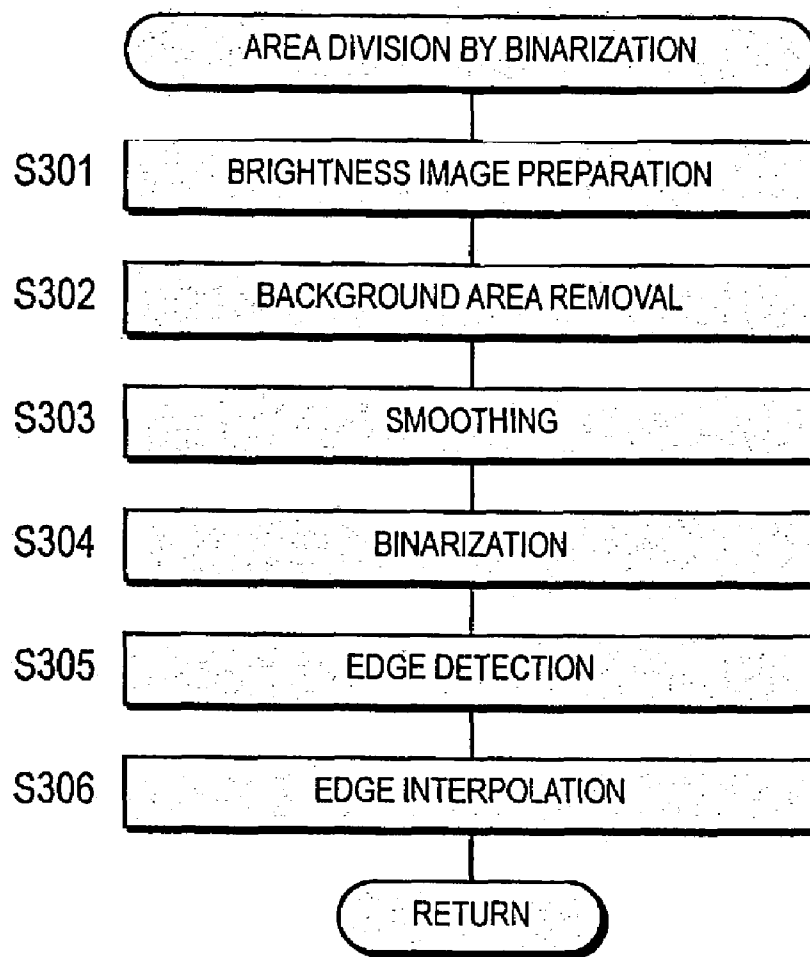 AREA DIVISION BY BINARIZATION
S301 BRIGHTNESS IMAGE PREPARATION
S302 BACKGROUND AREA REMOVAL
S303 SMOOTHING
S304 BINARIZATION
S305 EDGE DETECTION
S306 EDGE INTERPOLATION
RETURN